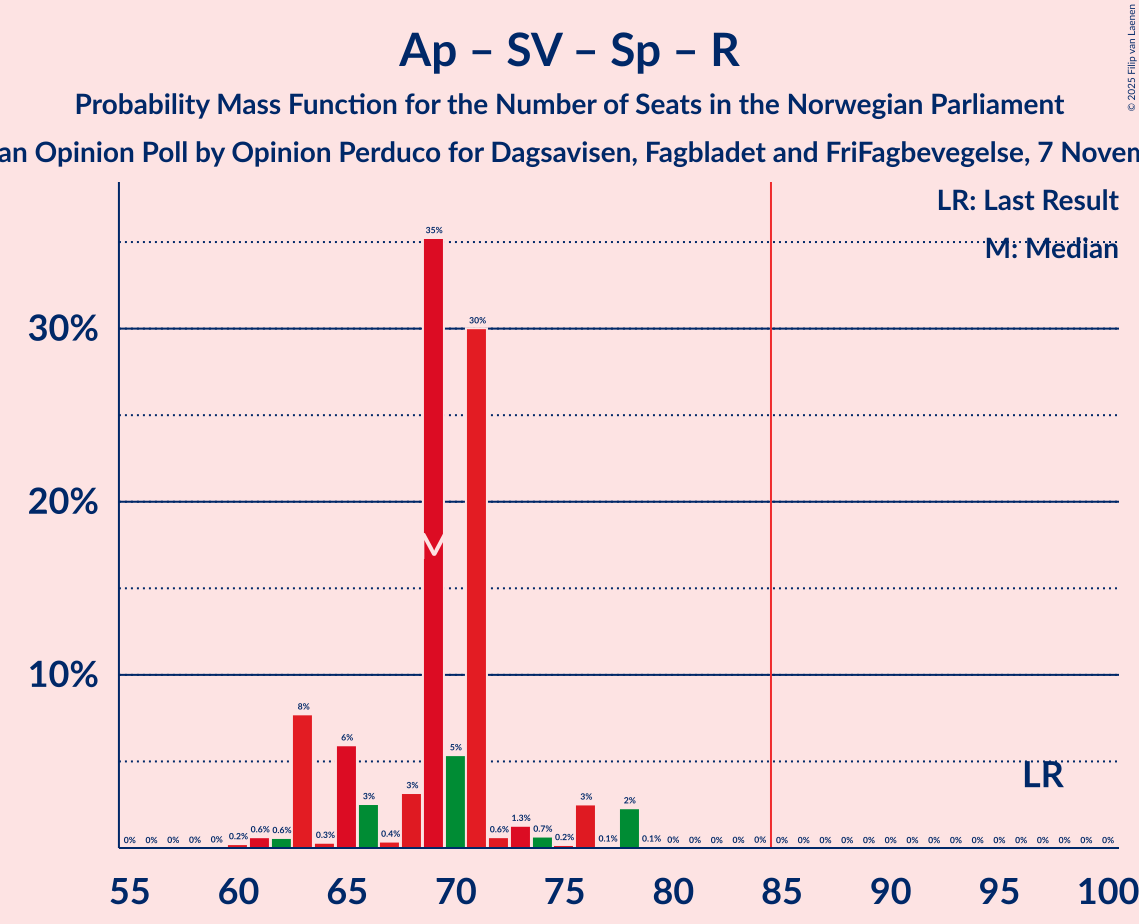 © 2025 Filip van Laenen
Ap – SV – Sp – R
Probability Mass Function for the Number of Seats in the Norwegian Parliament
an Opinion Poll by Opinion Perduco for Dagsavisen, Fagbladet and FriFagbevegelse, 7 Novem
LR: Last Result
M: Median
30%
20%
10%
0% 0% 0% 0% 0% 0.2% 0.6% 0.6% 8% 0.3% 6% 3% 0.4% 3% 35% 5% 30% 0.6% 1.3% 0.7% 0.2% 3% 0.1% 2% 0.1% 0% 0% 0% 0% 0% 0% 0% 0% 0% 0% 0% 0% 0% 0% 0% 0% 0% 0% 0% 0% 0%
M
LR
55 60 65 70 75 80 85 90 95 100